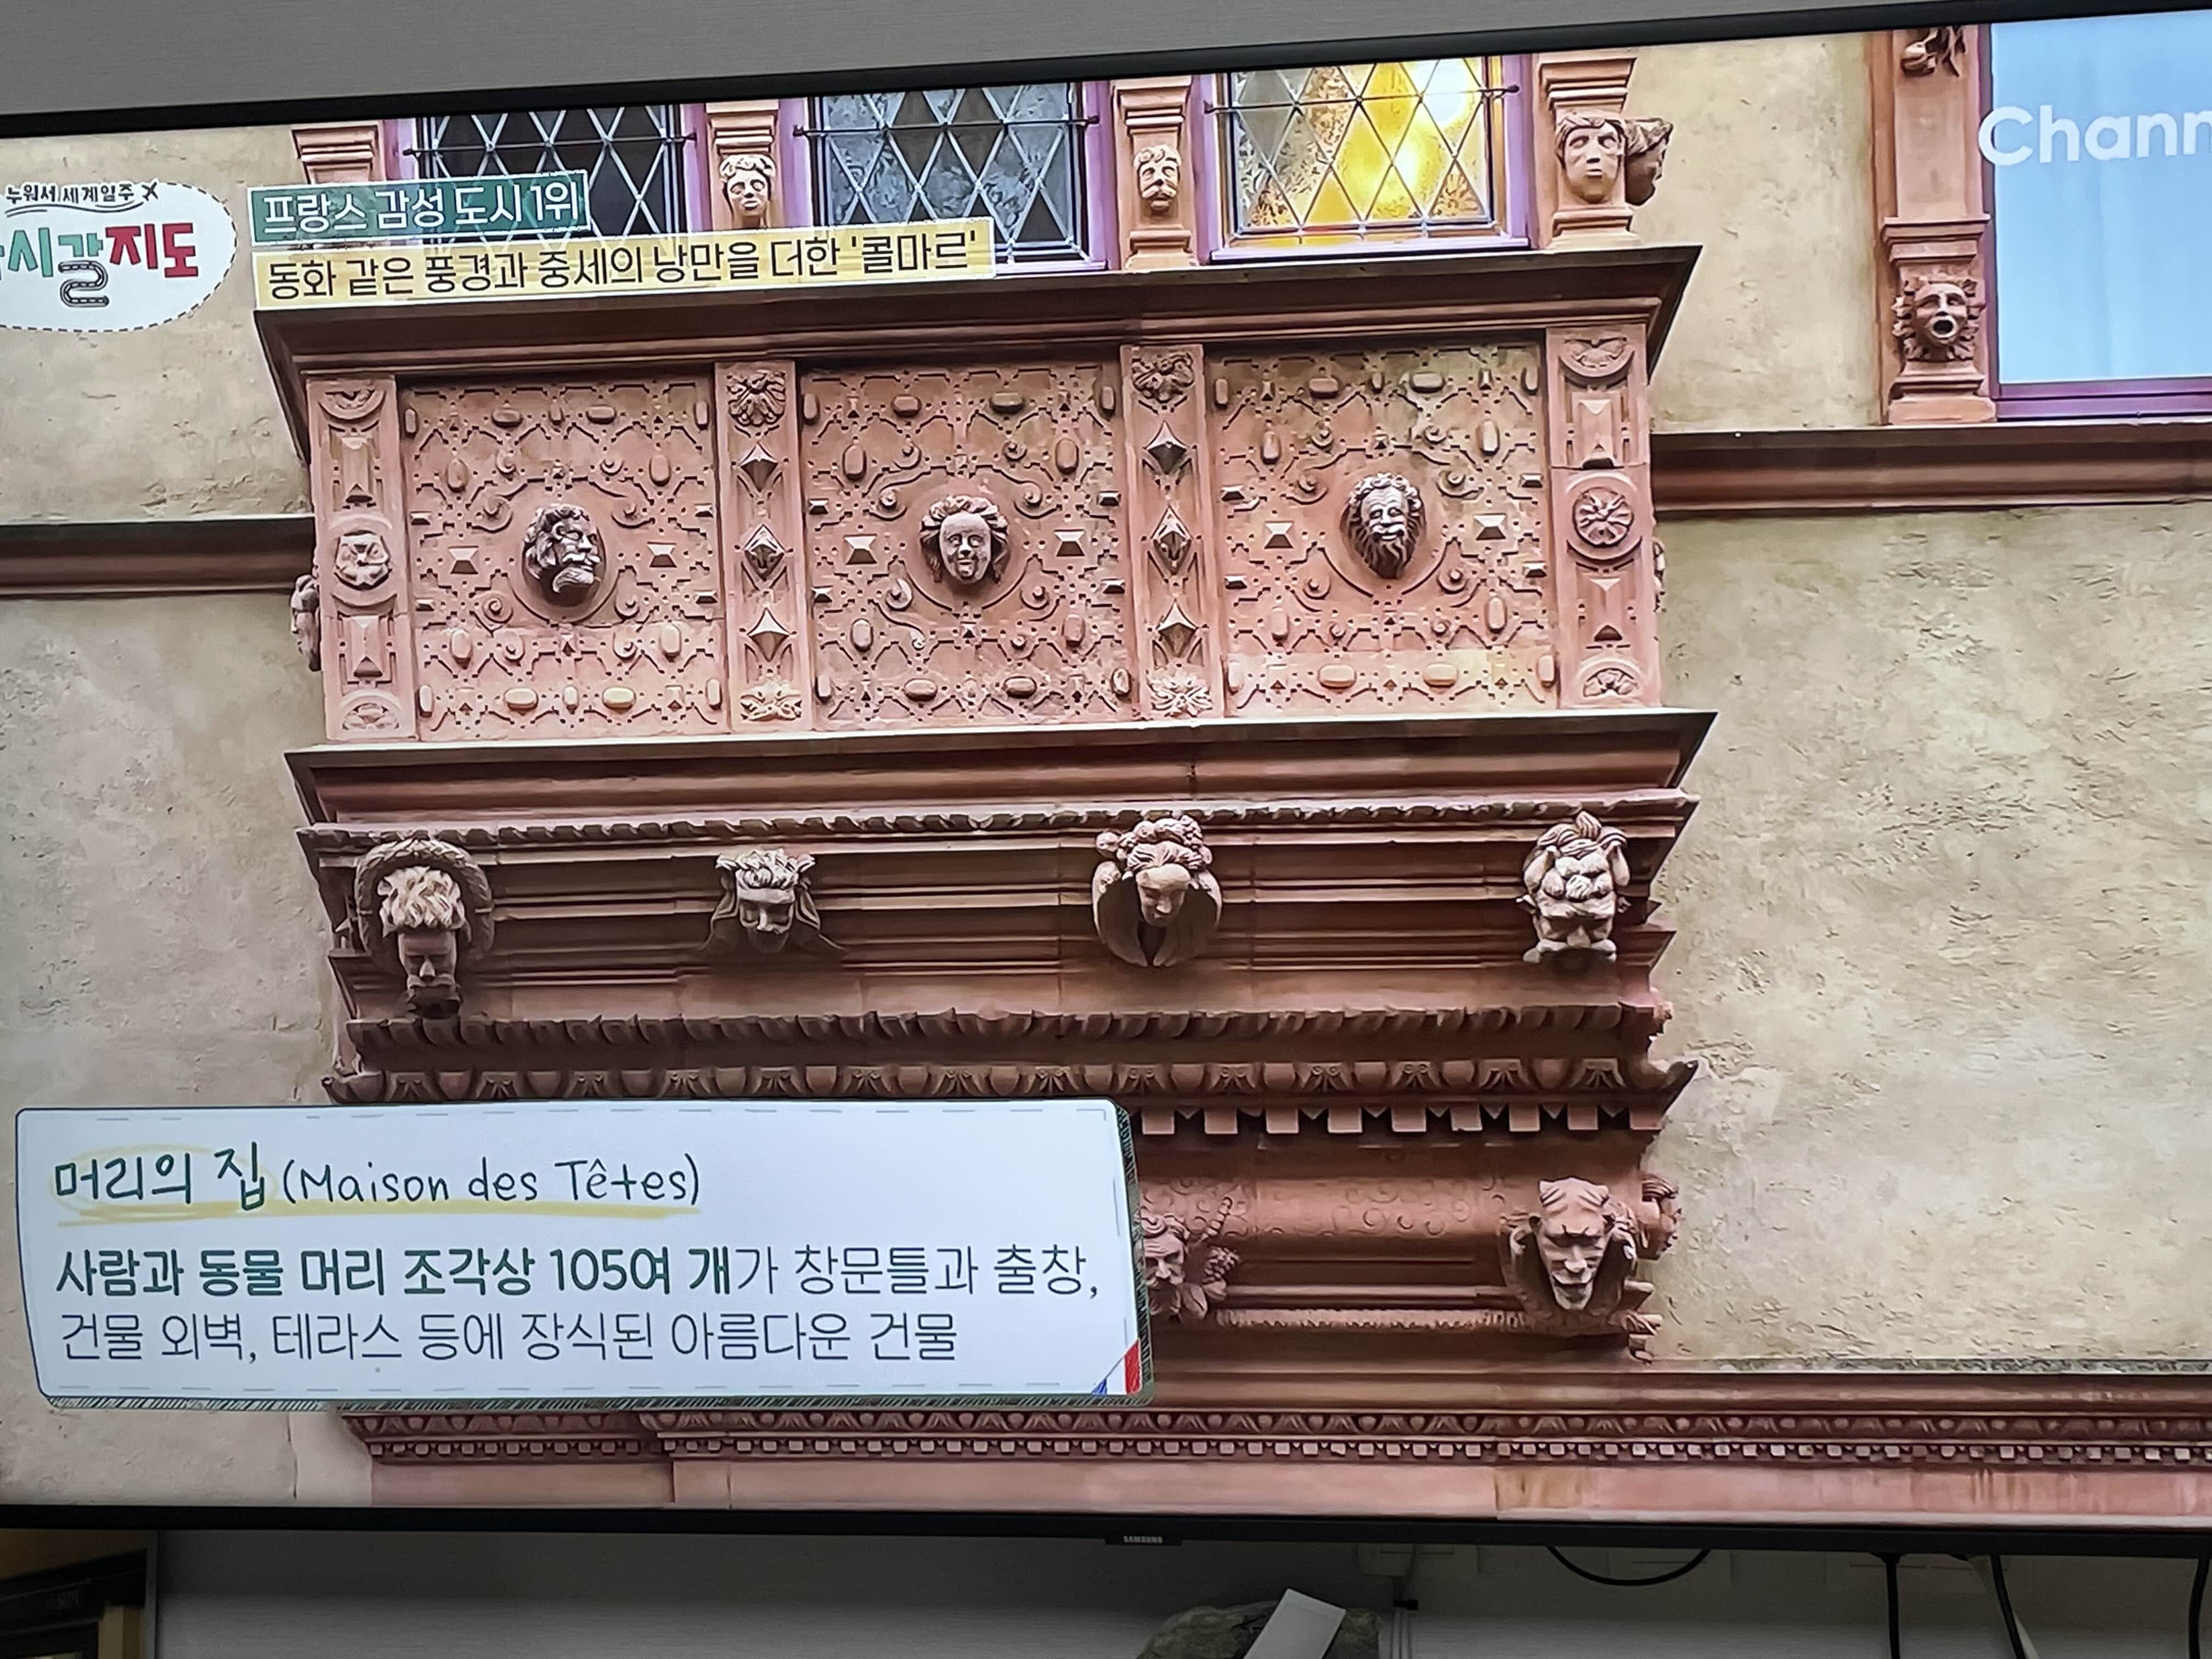 누워서 세계일주
시갈지도
프랑스 감성 도시 1위
동화 같은 풍경과 중세의 낭만을 더한 '콜마르'
Chann
머리의 집 (Maison des Têtes)
사람과 동물 머리 조각상 105여 개가 창문틀과 출창,
건물 외벽, 테라스 등에 장식된 아름다운 건물
SAMSUNG